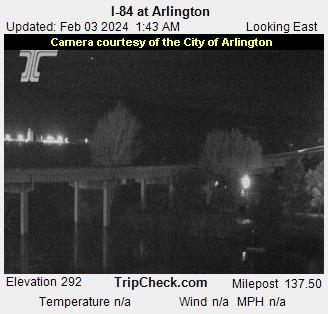 I-84 at Arlington
Updated: Feb 03 2024 1:43 AM Looking East
Camera courtesy of the City of Arlington
Elevation 292 TripCheck.com Milepost 137.50
Temperature n/a Wind n/a MPH n/a